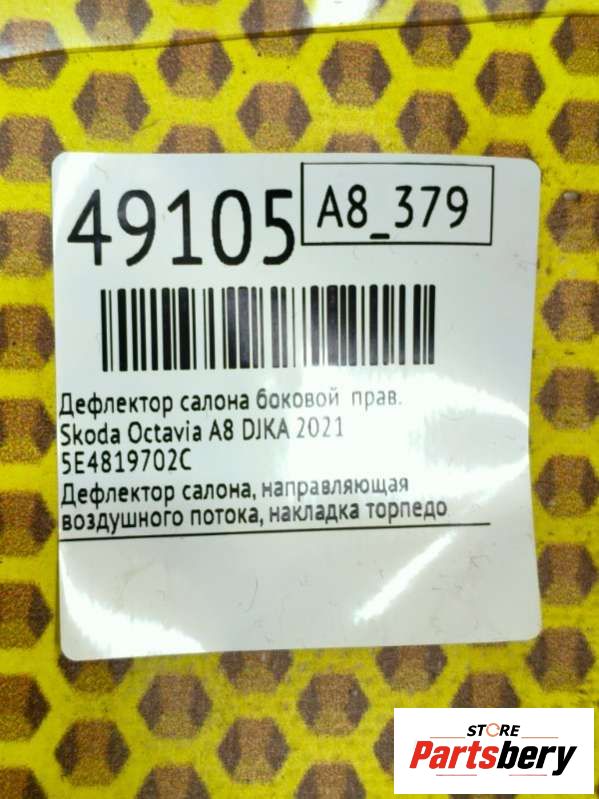 49105
A8_379
Дефлектор салона боковой прав.
Skoda Octavia A8 DJKA 2021
5E4819702C
Дефлектор салона, направляющая
воздушного потока, накладка торпедо
STORE
Partsbery